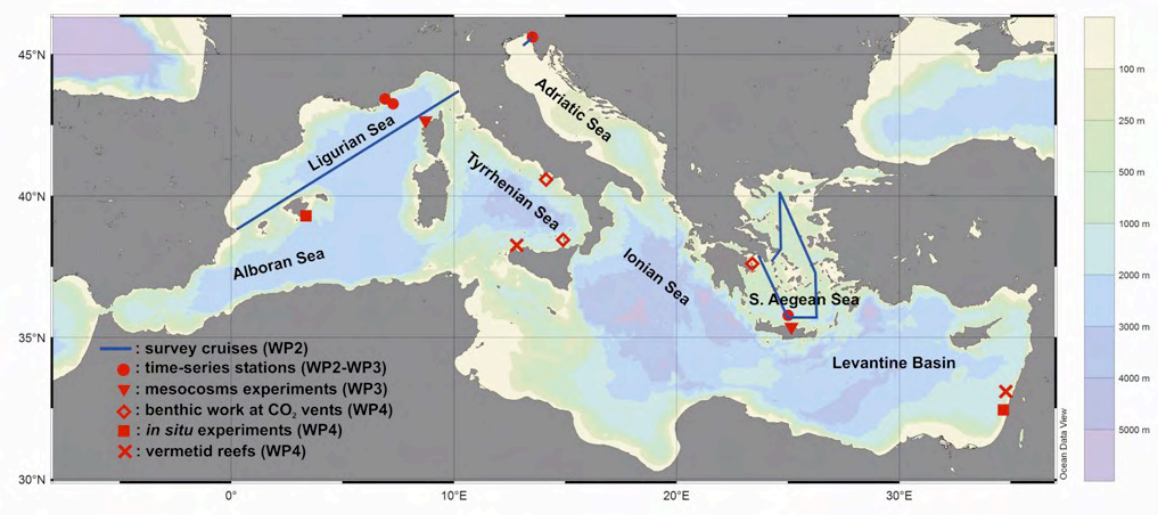 45°N
40°N
35°N
30°N
0°
10°E
20°E
30°E
Adriatic Sea
Ligurian Sea
Tyrrhenian Sea
Alboran Sea
Ionian Sea
S. Aegean Sea
Levantine Basin
: survey cruises (WP2)
: time-series stations (WP2-WP3)
: mesocosms experiments (WP3)
: benthic work at CO₂ vents (WP4)
: in situ experiments (WP4)
: vermetid reefs (WP4)
Ocean Data View
100 m
250 m
500 m
1000 m
2000 m
3000 m
4000 m
5000 m